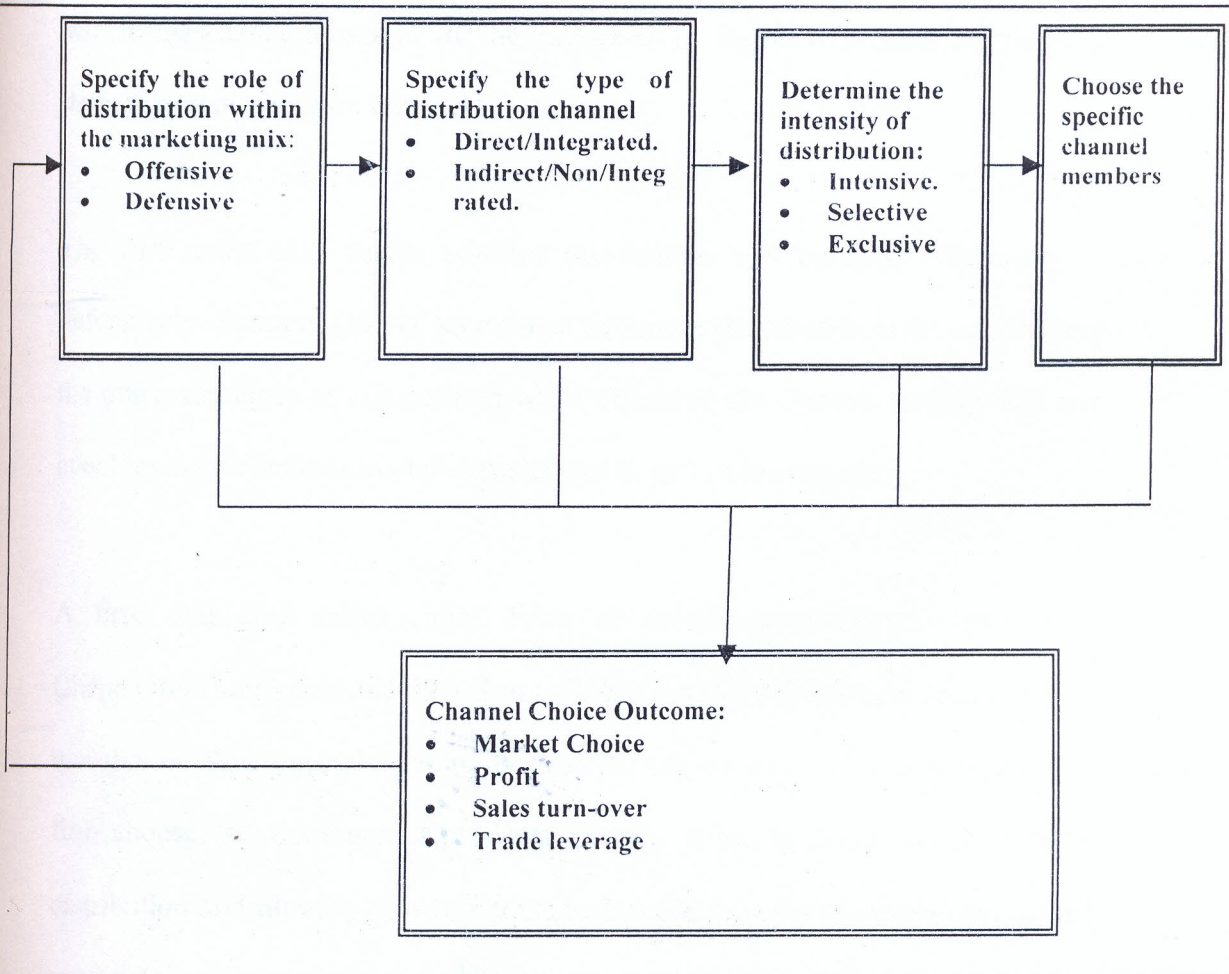 Specify the role of
distribution within
the marketing mix:
• Offensive
• Defensive
Specify the type of
distribution channel
• Direct/Integrated.
• Indirect/Non/Integ
rated.
Determine the
intensity of
distribution:
• Intensive.
• Selective
• Exclusive
Choose the
specific
channel
members
Channel Choice Outcome:
• Market Choice
• Profit
• Sales turn-over
• Trade leverage